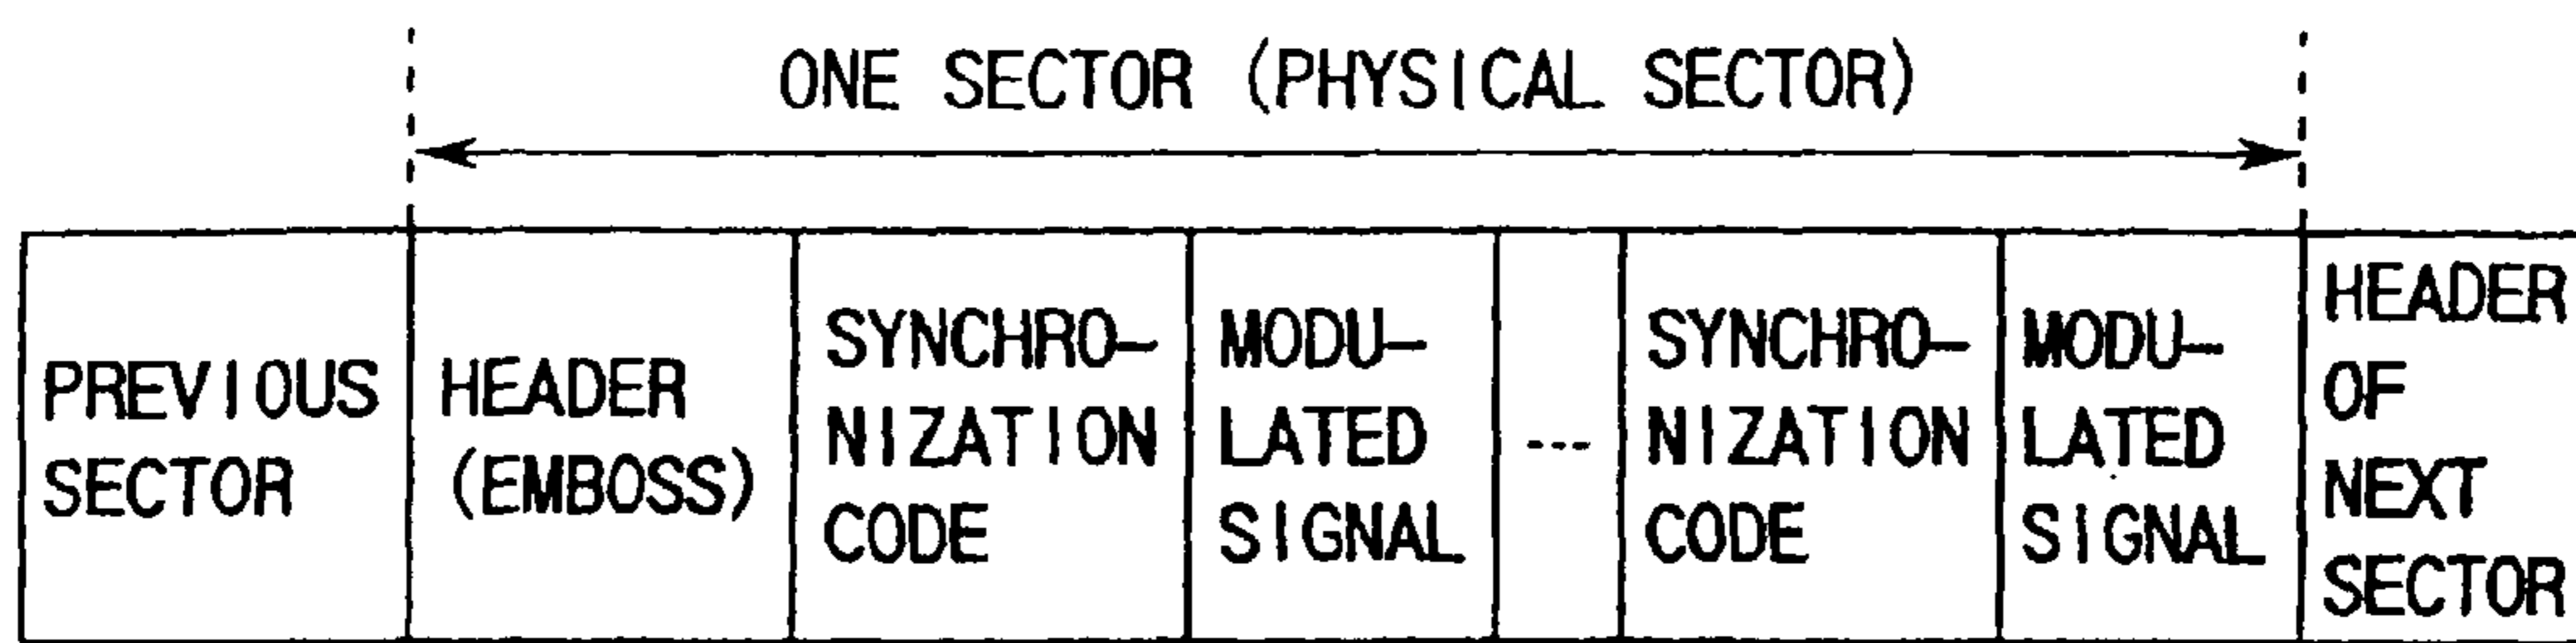 ONE SECTOR (PHYSICAL SECTOR)
PREVIOUS
SECTOR
HEADER
(EMBOSS)
SYNCHRO-
NIZATION
CODE
MODU-
LATED
SIGNAL
---
SYNCHRO-
NIZATION
CODE
MODU-
LATED
SIGNAL
HEADER
OF
NEXT
SECTOR